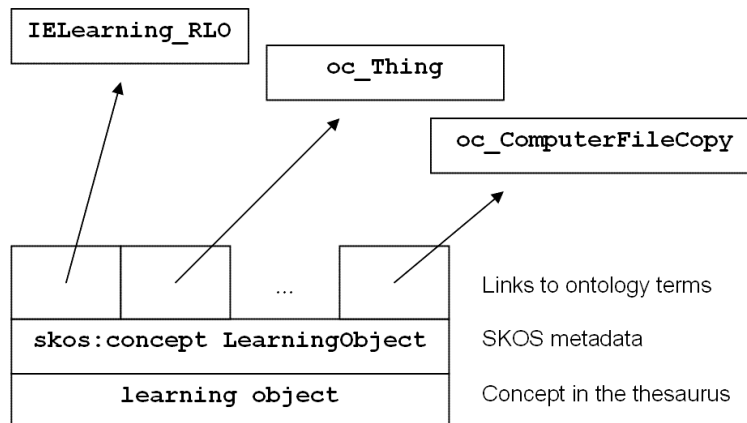 IELearning_RLO
oc_Thing
oc_ComputerFileCopy
...
Links to ontology terms
skos:concept LearningObject
SKOS metadata
learning object
Concept in the thesaurus